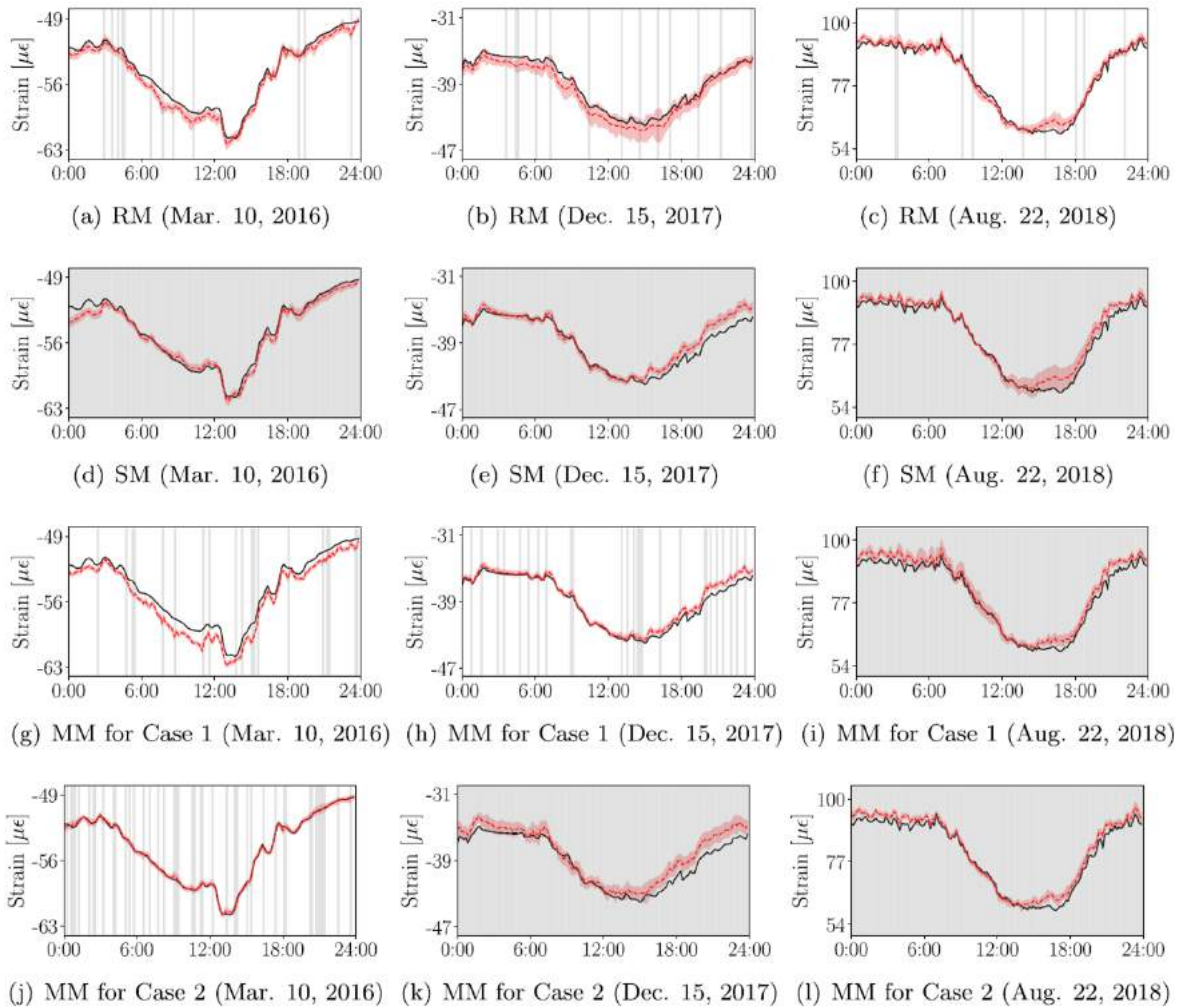 Strain [με]
-49
-56
-63
0:00 6:00 12:00 18:00 24:00
(a) RM (Mar. 10, 2016)
Strain [με]
-31
-39
-47
0:00 6:00 12:00 18:00 24:00
(b) RM (Dec. 15, 2017)
Strain [με]
100
77
54
0:00 6:00 12:00 18:00 24:00
(c) RM (Aug. 22, 2018)
Strain [με]
-49
-56
-63
0:00 6:00 12:00 18:00 24:00
(d) SM (Mar. 10, 2016)
Strain [με]
-31
-39
-47
0:00 6:00 12:00 18:00 24:00
(e) SM (Dec. 15, 2017)
Strain [με]
100
77
54
0:00 6:00 12:00 18:00 24:00
(f) SM (Aug. 22, 2018)
Strain [με]
-49
-56
-63
0:00 6:00 12:00 18:00 24:00
(g) MM for Case 1 (Mar. 10, 2016)
Strain [με]
-31
-39
-47
0:00 6:00 12:00 18:00 24:00
(h) MM for Case 1 (Dec. 15, 2017)
Strain [με]
100
77
54
0:00 6:00 12:00 18:00 24:00
(i) MM for Case 1 (Aug. 22, 2018)
Strain [με]
-49
-56
-63
0:00 6:00 12:00 18:00 24:00
(j) MM for Case 2 (Mar. 10, 2016)
Strain [με]
-31
-39
-47
0:00 6:00 12:00 18:00 24:00
(k) MM for Case 2 (Dec. 15, 2017)
Strain [με]
100
77
54
0:00 6:00 12:00 18:00 24:00
(l) MM for Case 2 (Aug. 22, 2018)